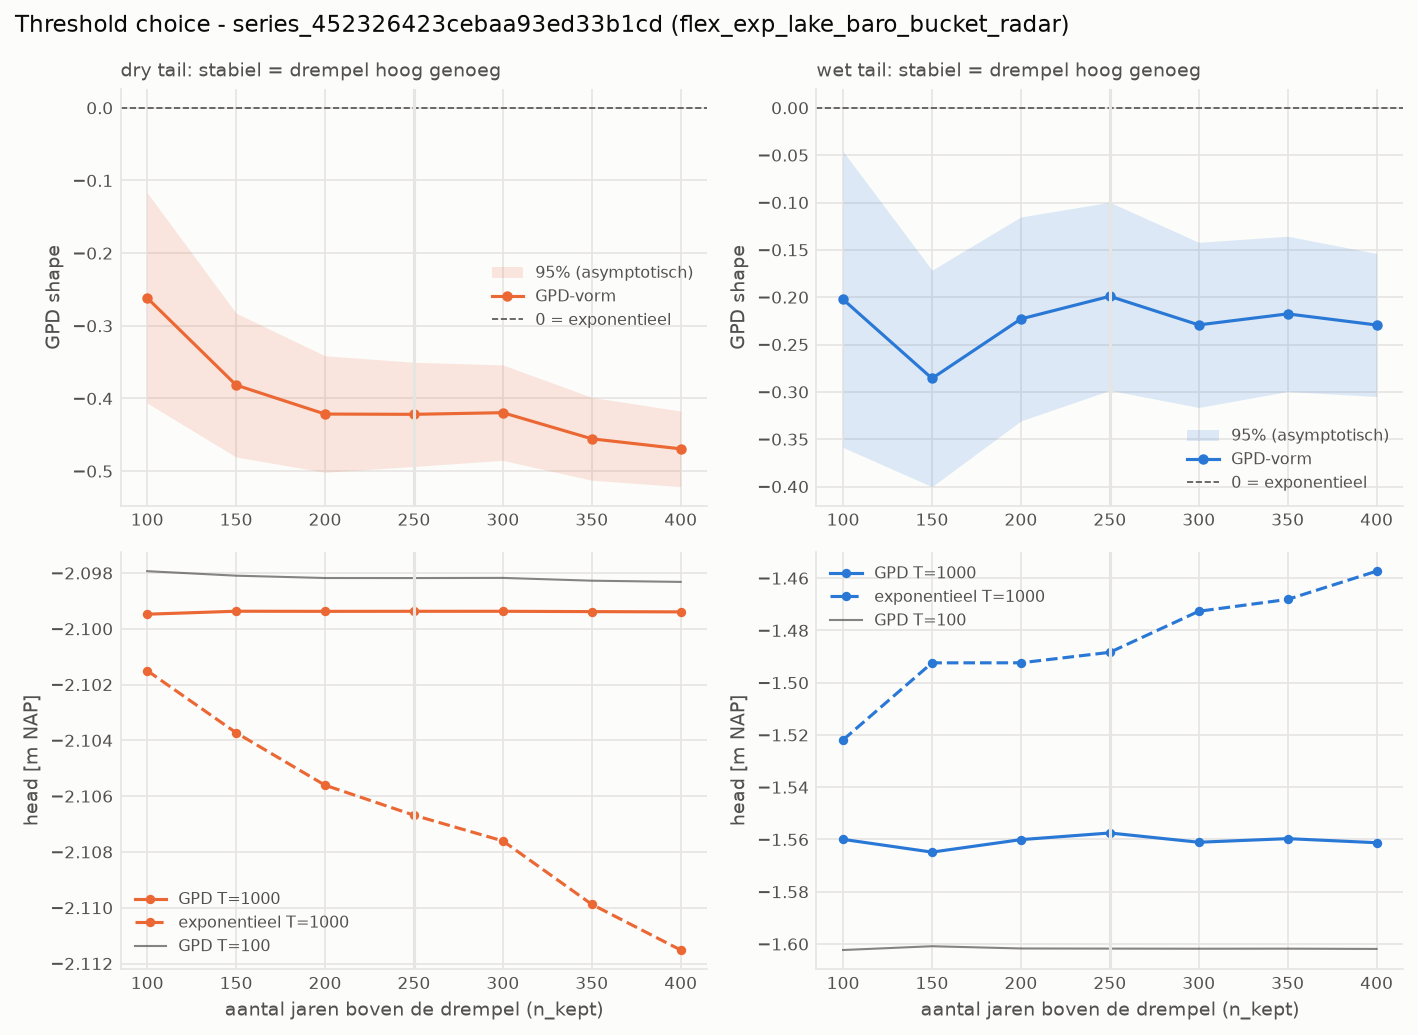 Threshold choice - series_452326423cebaa93ed33b1cd (flex_exp_lake_baro_bucket_radar)
dry tail: stabiel = drempel hoog genoeg
GPD shape
0.0
−0.1
−0.2
−0.3
−0.4
−0.5
95% (asymptotisch)
GPD-vorm
0 = exponentieel
100 150 200 250 300 350 400
wet tail: stabiel = drempel hoog genoeg
GPD shape
0.00
−0.05
−0.10
−0.15
−0.20
−0.25
−0.30
−0.35
−0.40
95% (asymptotisch)
GPD-vorm
0 = exponentieel
100 150 200 250 300 350 400
head [m NAP]
−2.098
−2.100
−2.102
−2.104
−2.106
−2.108
−2.110
−2.112
GPD T=1000
exponentieel T=1000
GPD T=100
100 150 200 250 300 350 400
aantal jaren boven de drempel (n_kept)
head [m NAP]
−1.46
−1.48
−1.50
−1.52
−1.54
−1.56
−1.58
−1.60
GPD T=1000
exponentieel T=1000
GPD T=100
100 150 200 250 300 350 400
aantal jaren boven de drempel (n_kept)